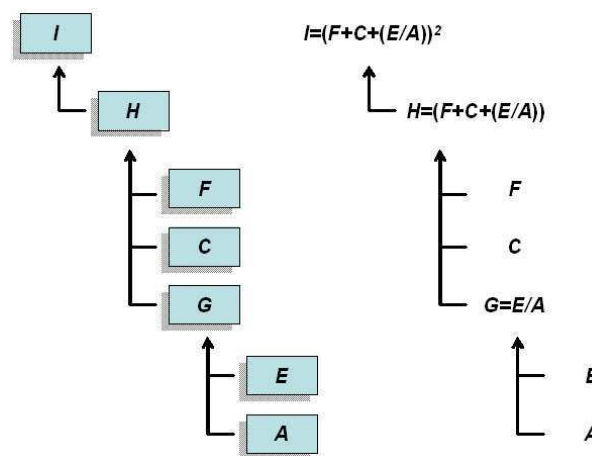 I
I=(F+C+(E/A))²
H
H=(F+C+(E/A))
F
F
C
C
G
G=E/A
E
E
A
A